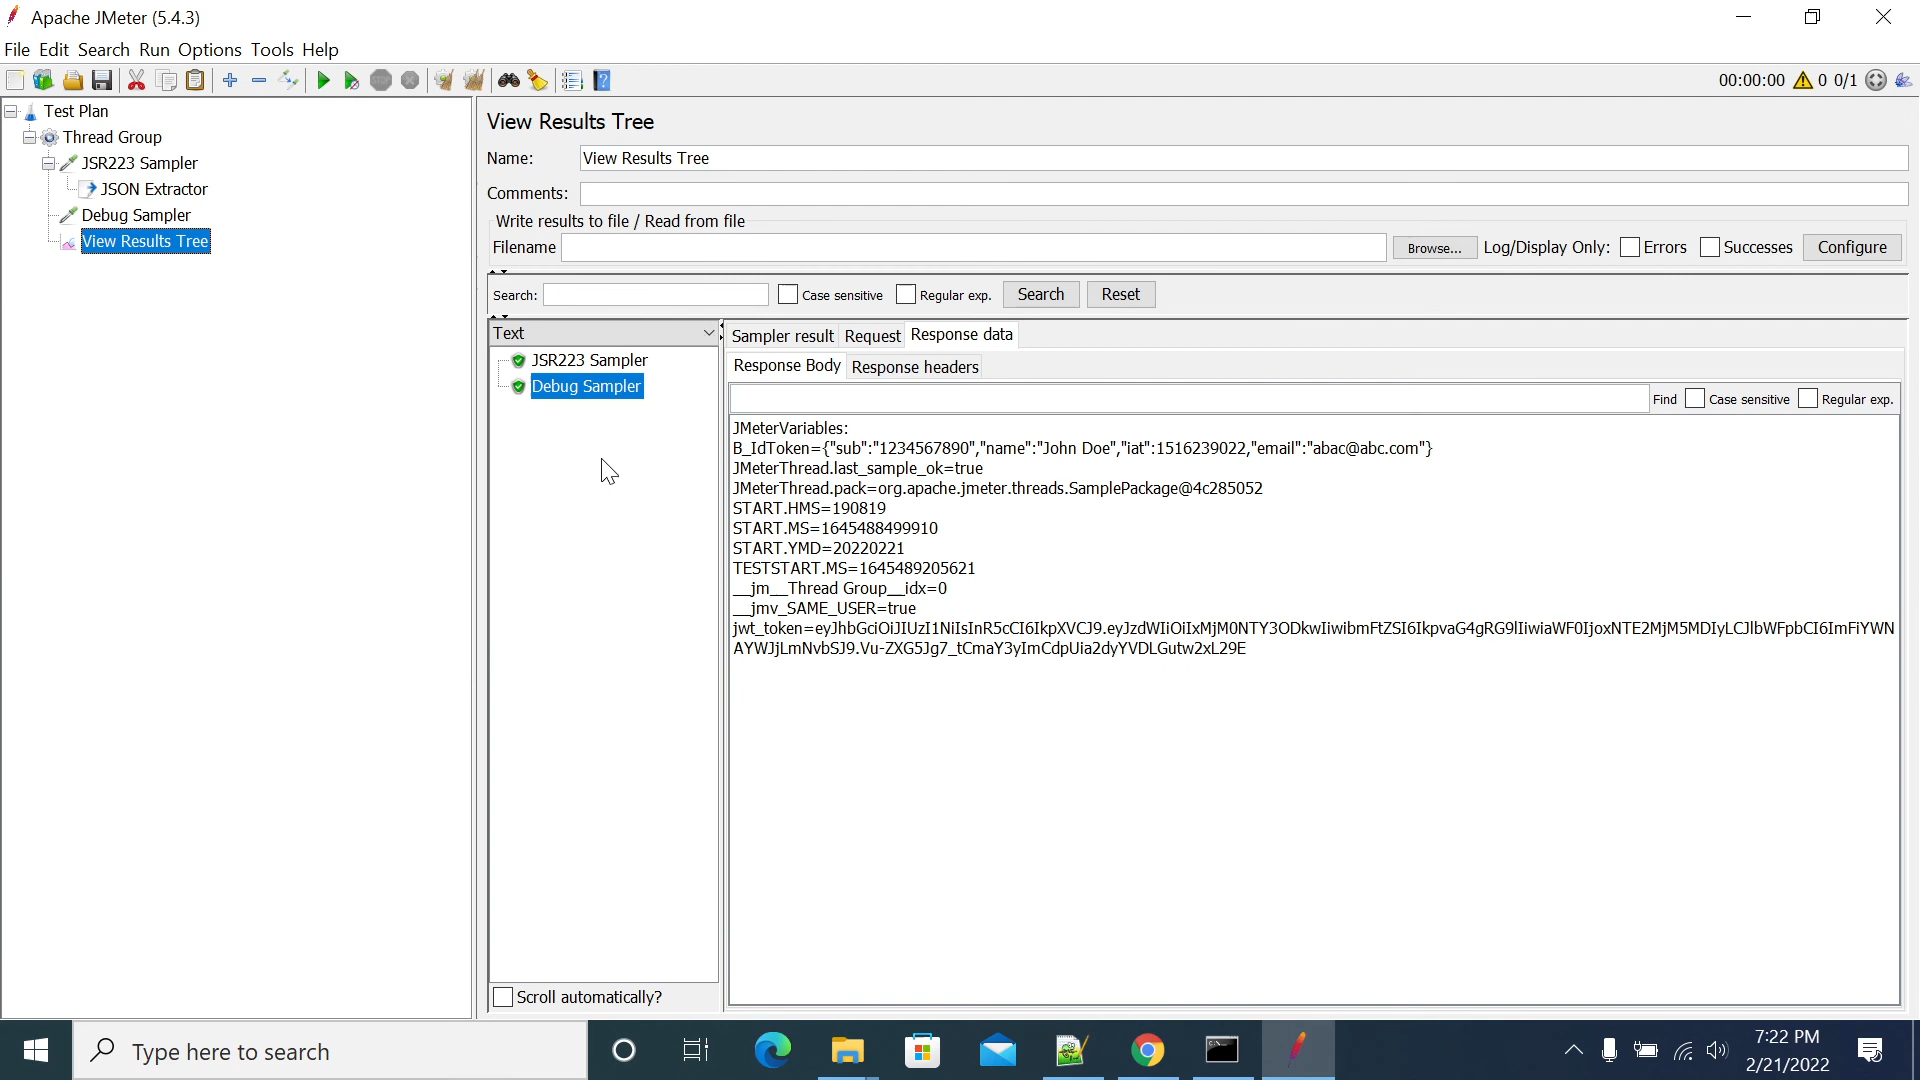 Apache JMeter (5.4.3)
File Edit Search Run Options Tools Help
00:00:00 0 0/1
Test Plan
Thread Group
JSR223 Sampler
JSON Extractor
Debug Sampler
View Results Tree
View Results Tree
Name: View Results Tree
Comments:
Write results to file / Read from file
Filename Browse... Log/Display Only: Errors Successes Configure
Search: Case sensitive Regular exp. Search Reset
Text
JSR223 Sampler
Debug Sampler
Scroll automatically?
Sampler result Request Response data
Response Body Response headers
Find Case sensitive Regular exp.
JMeterVariables:
B_IdToken={"sub":"1234567890","name":"John Doe","iat":1516239022,"email":"abac@abc.com"}
JMeterThread.last_sample_ok=true
JMeterThread.pack=org.apache.jmeter.threads.SamplePackage@4c285052
START.HMS=190819
START.MS=1645488499910
START.YMD=20220221
TESTSTART.MS=1645489205621
__jm__Thread Group__idx=0
__jmv_SAME_USER=true
jwt_token=eyJhbGciOiJIUzI1NiIsInR5cCI6IkpXVCJ9.eyJzdWIiOiIxMjM0NTY3ODkwIiwibmFtZSI6IkpvaG4gRG9lIiwiaWF0IjoxNTE2MjM5MDIyLCJlbWFpbCI6ImFiYWN
AYWJjLmNvbSJ9.Vu-ZXG5Jg7_tCmaY3yImCdpUia2dyYVDLGutw2xL29E
Type here to search
7:22 PM
2/21/2022